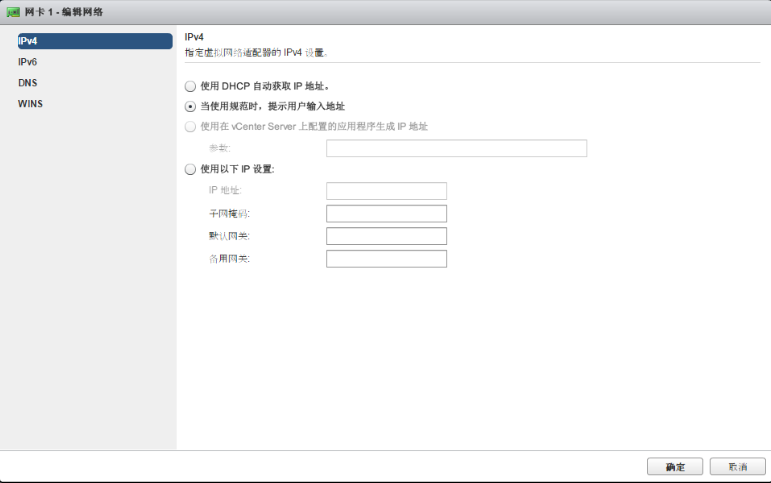 网卡 1 - 编辑网络
IPv4
IPv6
DNS
WINS
IPv4
指定虚拟网络适配器的 IPv4 设置。
使用 DHCP 自动获取 IP 地址。
当使用规范时，提示用户输入地址
使用在 vCenter Server 上配置的应用程序生成 IP 地址
参数:
使用以下 IP 设置:
IP 地址:
子网掩码:
默认网关:
备用网关:
确定
取消